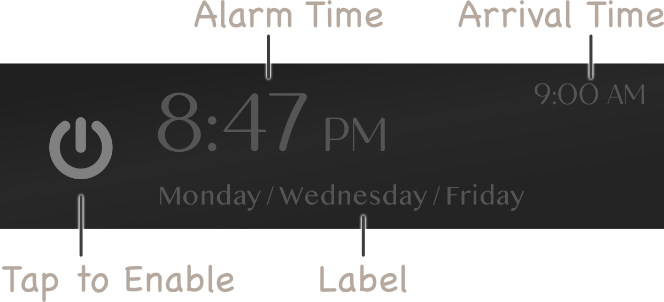 Alarm Time
Arrival Time
8:47 PM
9:00 AM
Monday / Wednesday / Friday
Tap to Enable
Label